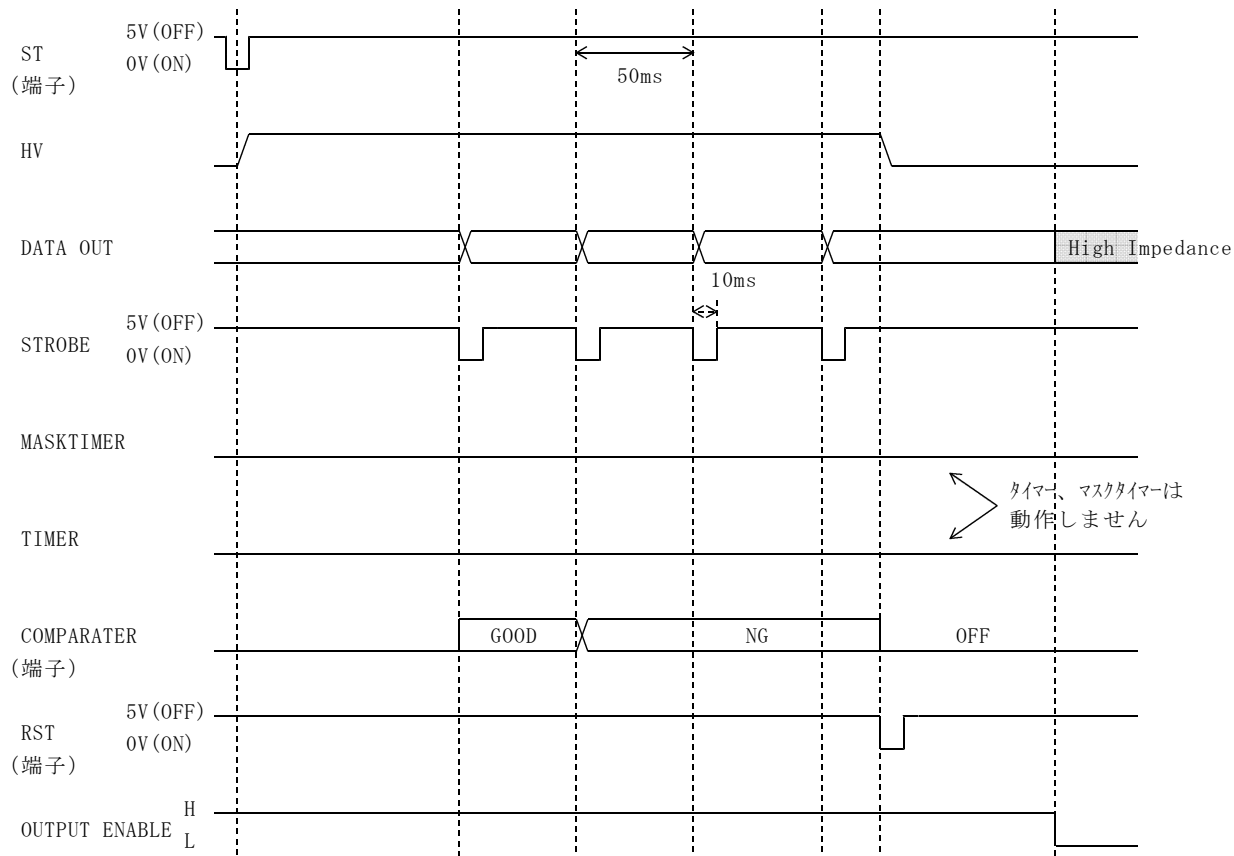 ST
(端子)
5V(OFF)
0V(ON)
50ms
HV
DATA OUT
High Impedance
10ms
STROBE
5V(OFF)
0V(ON)
MASKTIMER
ﾀｲﾏｰ、ﾏｽｸﾀｲﾏｰは
動作しません
TIMER
COMPARATER
(端子)
GOOD
NG
OFF
RST
(端子)
5V(OFF)
0V(ON)
OUTPUT ENABLE
H
L